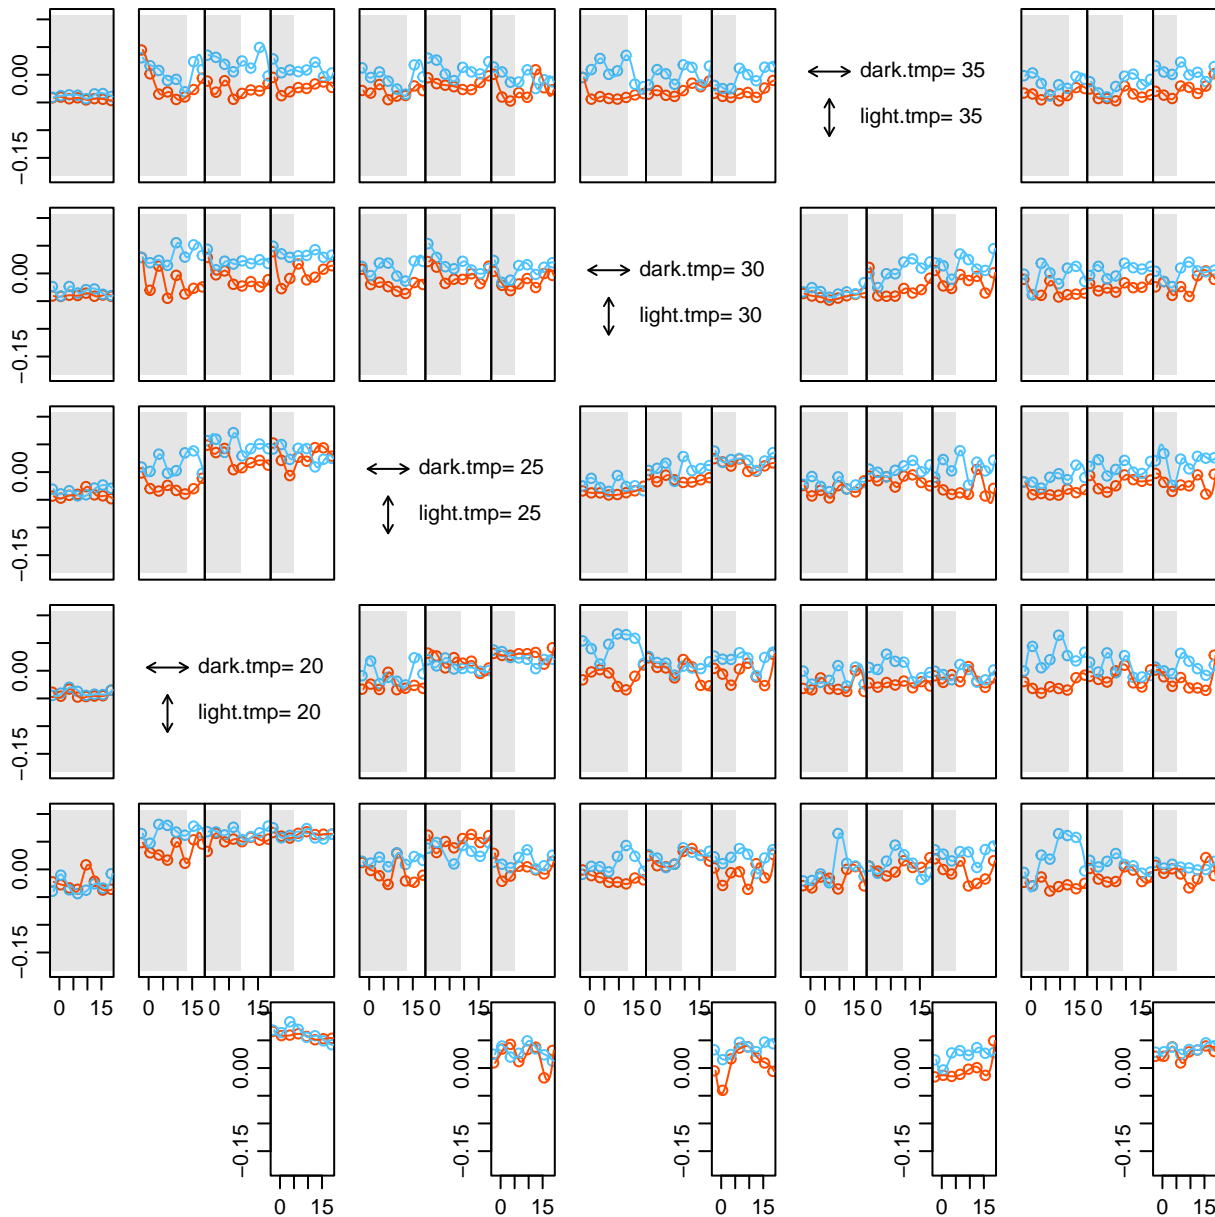 0.00
−0.15
dark.tmp= 35
light.tmp= 35
0.00
−0.15
dark.tmp= 30
light.tmp= 30
0.00
−0.15
dark.tmp= 25
light.tmp= 25
0.00
−0.15
dark.tmp= 20
light.tmp= 20
0.00
−0.15
0 15 0 15 0 15 0 15 0 15 0 15 0 15 0 15 0 15 0 15
0.00 0.00 0.00 0.00 0.00
−0.15 −0.15 −0.15 −0.15 −0.15
0 15 0 15 0 15 0 15 0 15
0 15